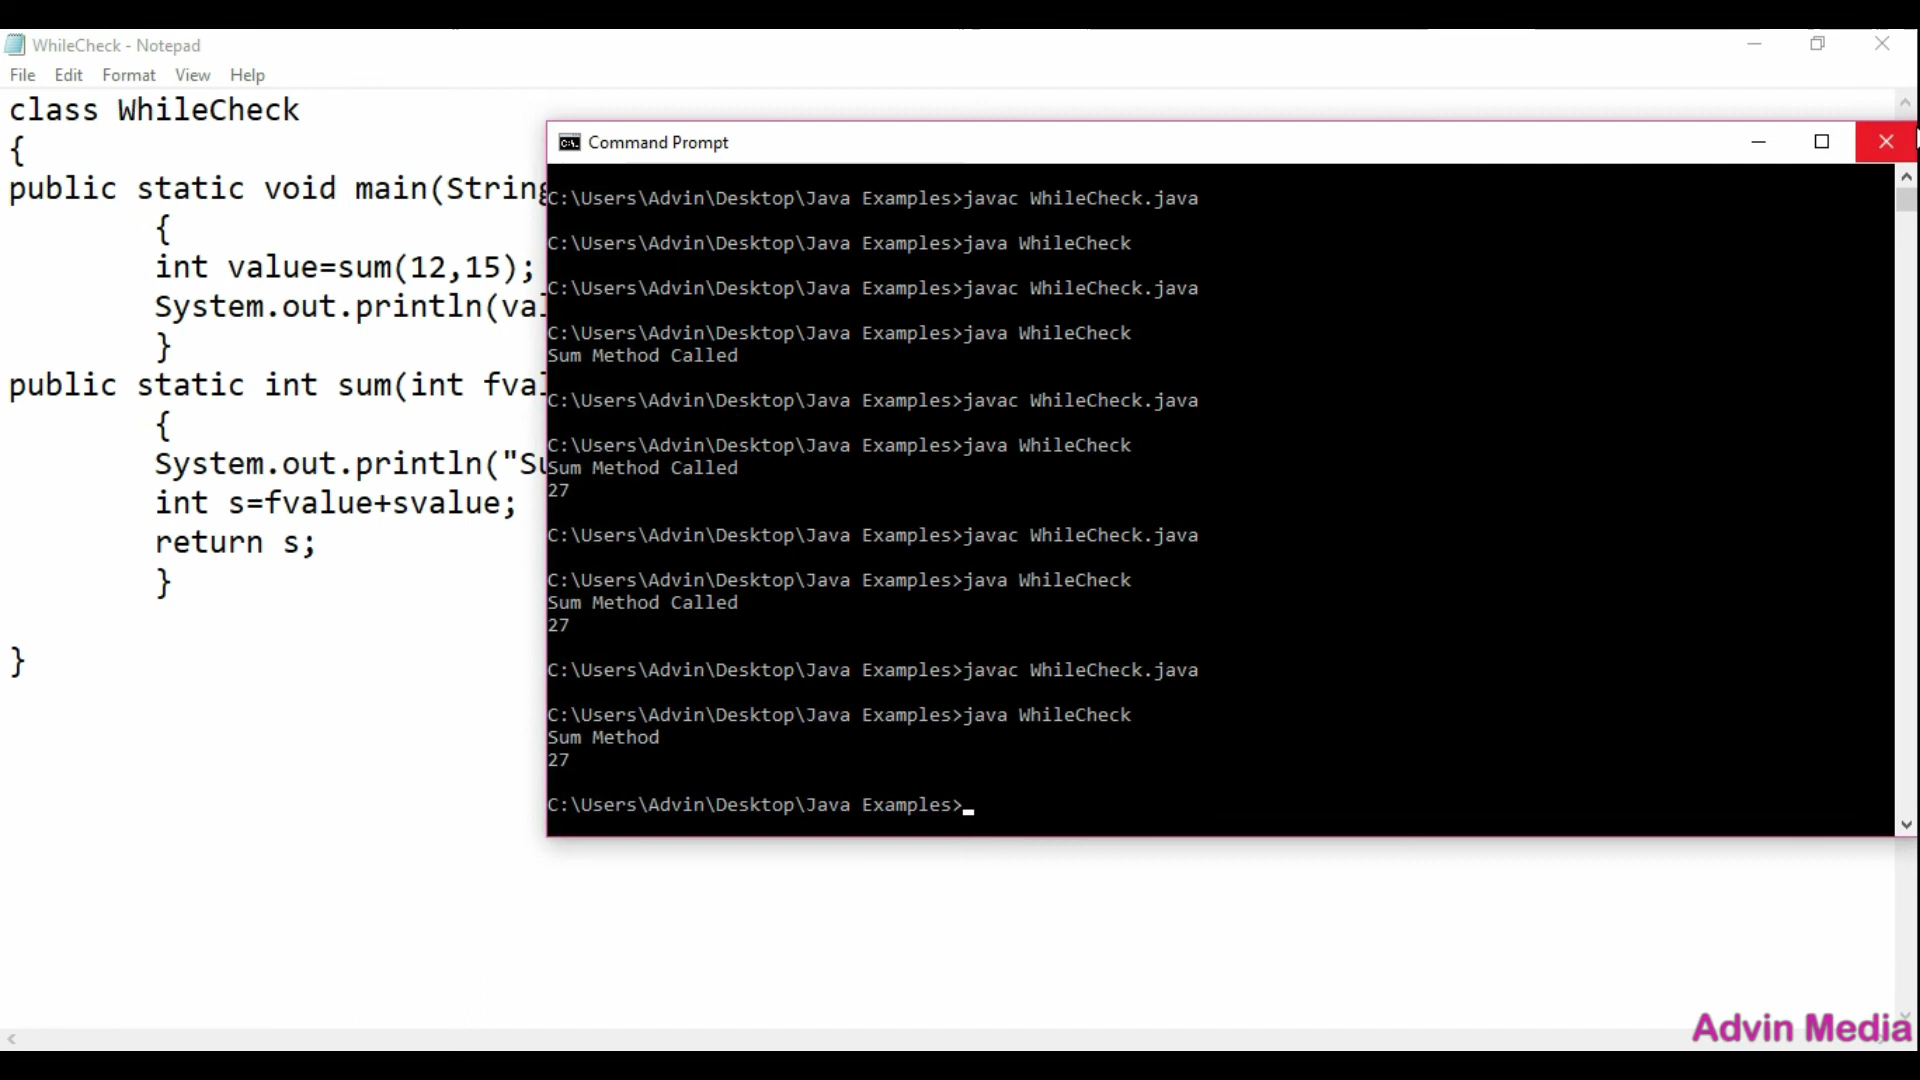 WhileCheck - Notepad
File Edit Format View Help
class WhileCheck
{
public static void main(String
{
int value=sum(12,15);
System.out.println(val
}
public static int sum(int fval
{
System.out.println("Su
int s=fvalue+svalue;
return s;
}
}
Command Prompt
C:\Users\Advin\Desktop\Java Examples>javac WhileCheck.java
C:\Users\Advin\Desktop\Java Examples>java WhileCheck
C:\Users\Advin\Desktop\Java Examples>javac WhileCheck.java
C:\Users\Advin\Desktop\Java Examples>java WhileCheck
Sum Method Called
C:\Users\Advin\Desktop\Java Examples>javac WhileCheck.java
C:\Users\Advin\Desktop\Java Examples>java WhileCheck
Sum Method Called
27
C:\Users\Advin\Desktop\Java Examples>javac WhileCheck.java
C:\Users\Advin\Desktop\Java Examples>java WhileCheck
Sum Method Called
27
C:\Users\Advin\Desktop\Java Examples>javac WhileCheck.java
C:\Users\Advin\Desktop\Java Examples>java WhileCheck
Sum Method
27
C:\Users\Advin\Desktop\Java Examples>
Advin Media